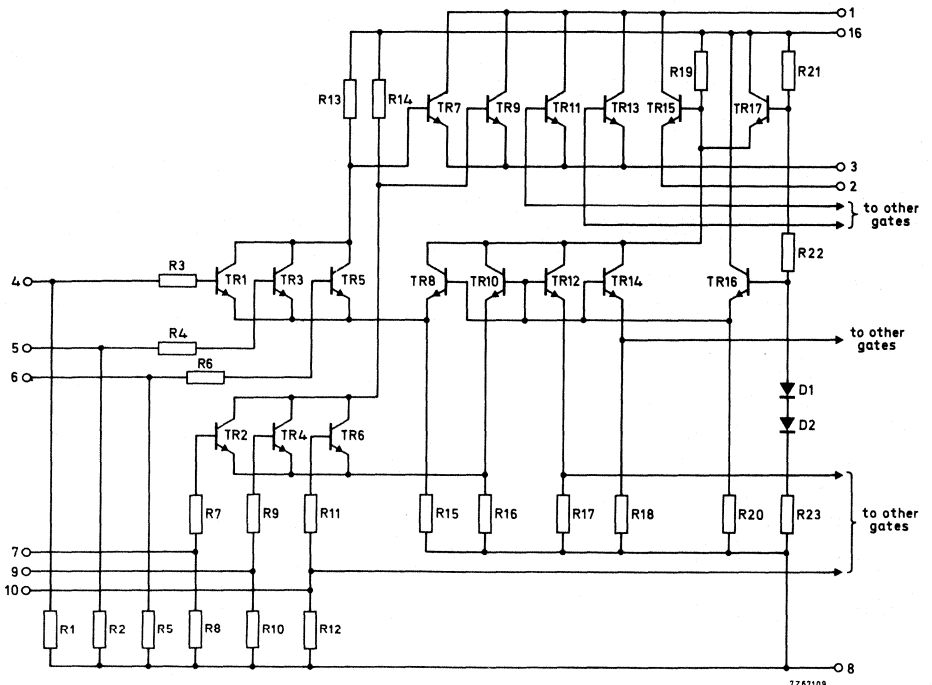 1
16
R13
R14
R19
R21
TR7
TR9
TR11
TR13
TR15
TR17
3
2
to other
gates
R22
4
R3
TR1
TR3
TR5
TR8
TR10
TR12
TR14
TR16
5
R4
to other
gates
6
R6
D1
D2
TR2
TR4
TR6
R7
R9
R11
R15
R16
R17
R18
R20
R23
to other
gates
7
9
10
R1
R2
R5
R8
R10
R12
8
7Z67109